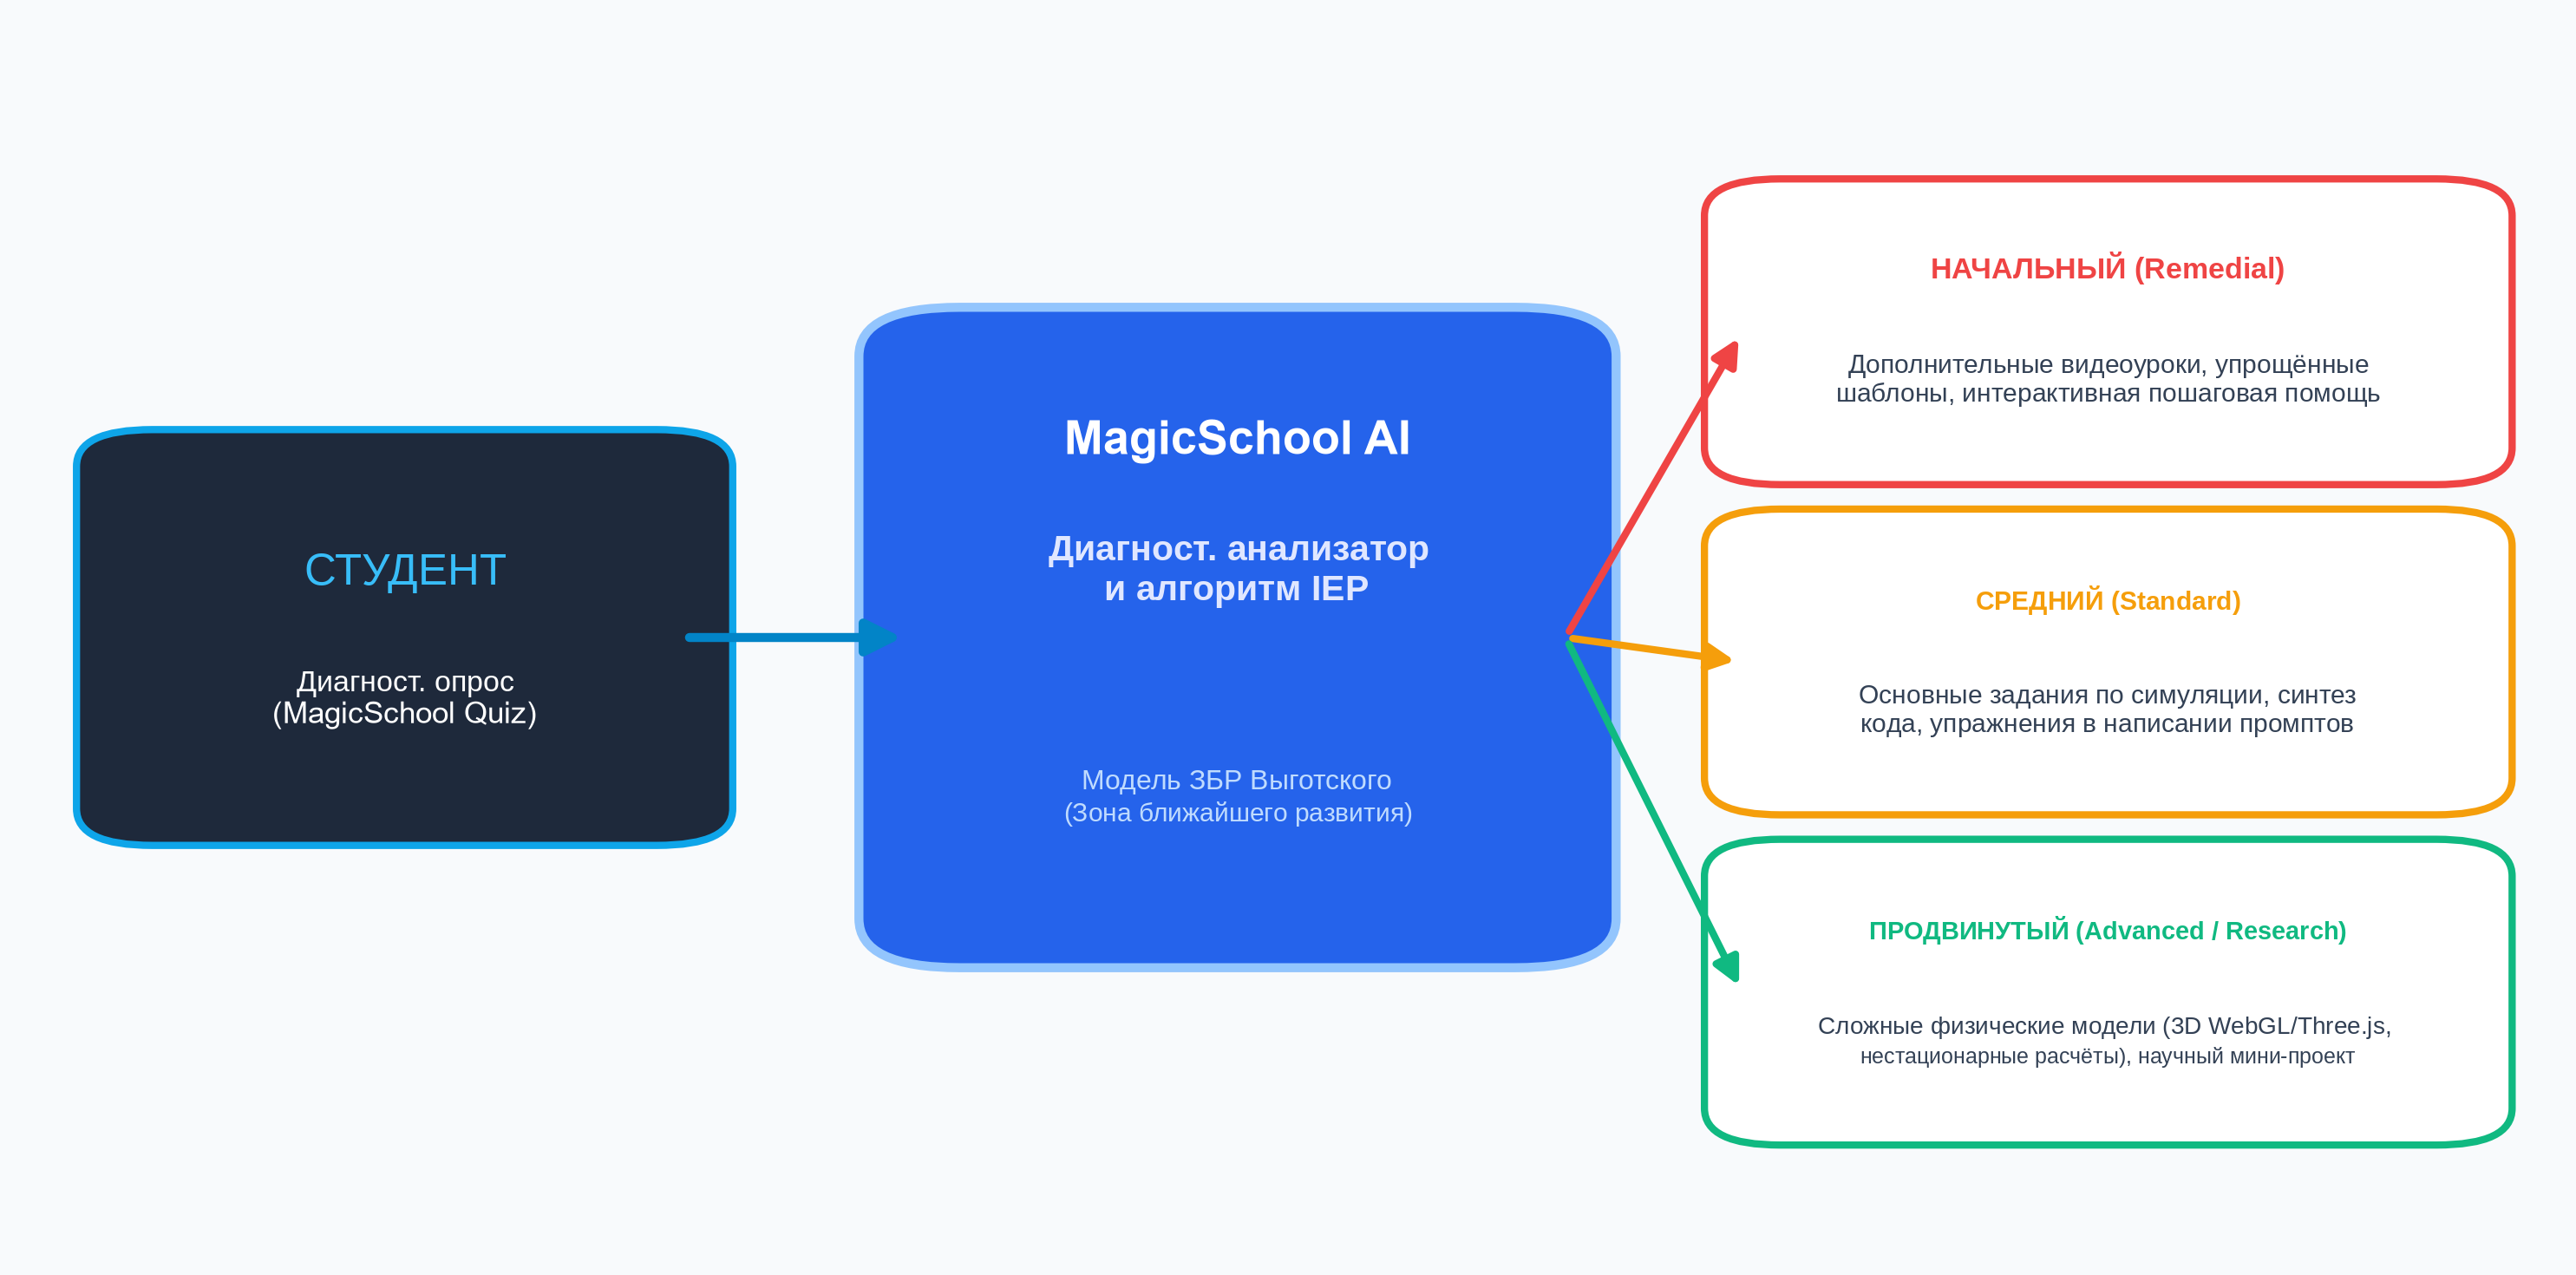 СТУДЕНТ
Диагност. опрос
(MagicSchool Quiz)
MagicSchool AI
Диагност. анализатор
и алгоритм IEP
Модель ЗБР Выготского
(Зона ближайшего развития)
НАЧАЛЬНЫЙ (Remedial)
Дополнительные видеоуроки, упрощённые
шаблоны, интерактивная пошаговая помощь
СРЕДНИЙ (Standard)
Основные задания по симуляции, синтез
кода, упражнения в написании промптов
ПРОДВИНУТЫЙ (Advanced / Research)
Сложные физические модели (3D WebGL/Three.js,
нестационарные расчёты), научный мини-проект